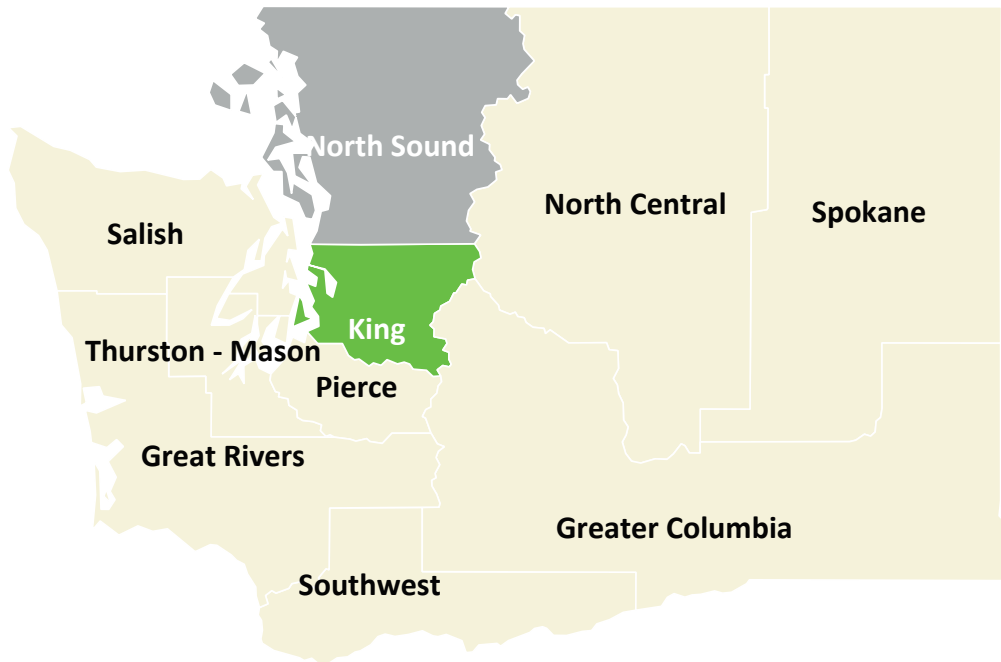 North Sound
North Central
Spokane
Salish
King
Thurston - Mason
Pierce
Great Rivers
Greater Columbia
Southwest